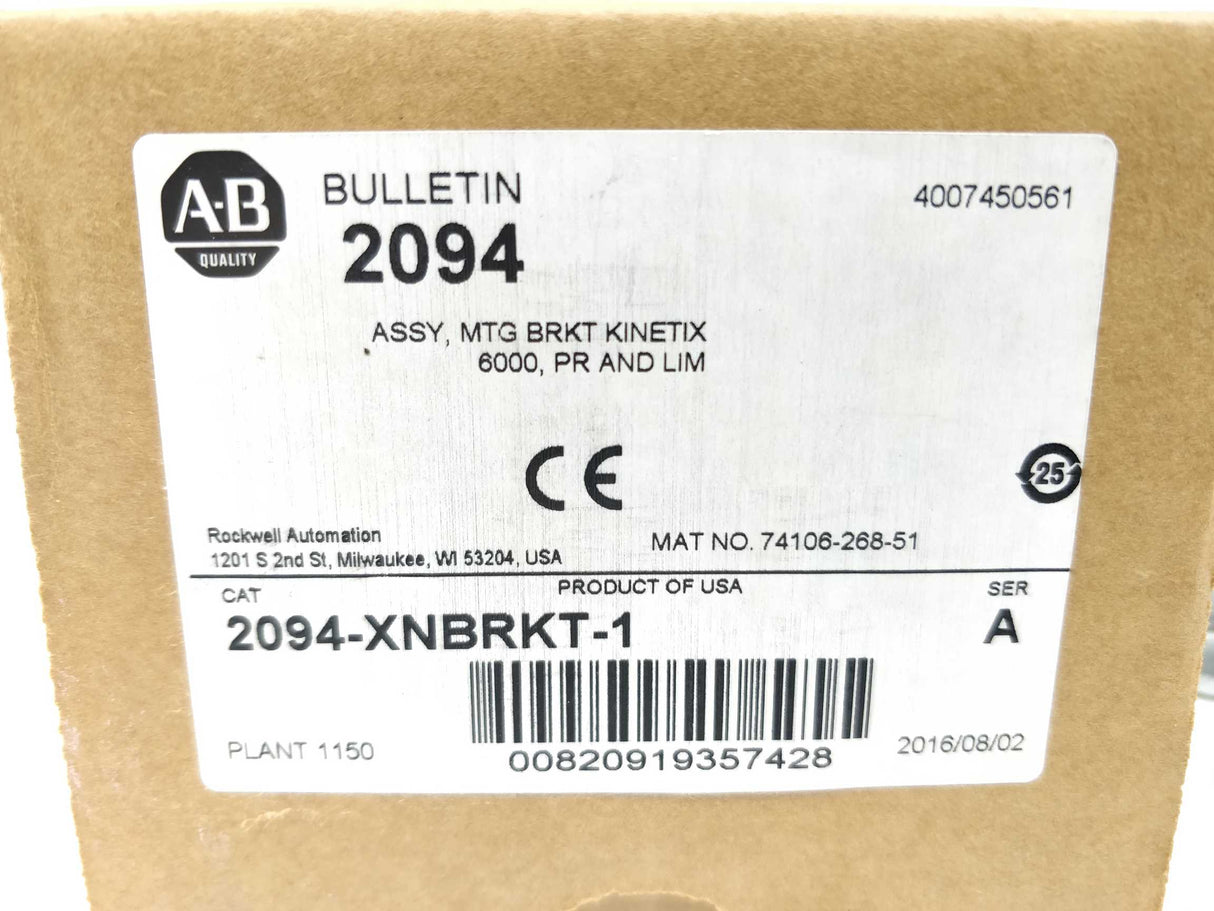 A-B
QUALITY
BULLETIN
2094
4007450561
ASSY, MTG BRKT KINETIX
6000, PR AND LIM
CE
25
Rockwell Automation
1201 S 2nd St, Milwaukee, WI 53204, USA
MAT NO. 74106-268-51
CAT
PRODUCT OF USA
SER
2094-XNBRKT-1
A
PLANT 1150
00820919357428
2016/08/02